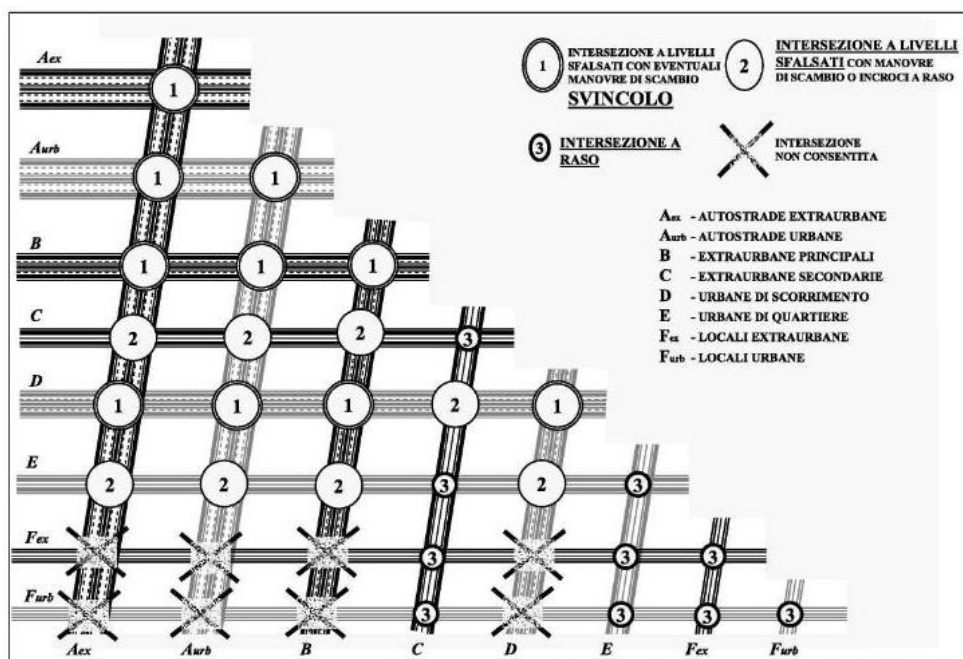 Aex
1
INTERSEZIONE A LIVELLI
SFALSATI CON EVENTUALI
MANOVRE DI SCAMBIO
SVINCOLO
1
2
INTERSEZIONE A LIVELLI
SFALSATI CON MANOVRE
DI SCAMBIO O INCROCI A RASO
3
INTERSEZIONE A
RASO
INTERSEZIONE
NON CONSENTITA
Aex - AUTOSTRADE EXTRAURBANE
Aurb - AUTOSTRADE URBANE
B - EXTRAURBANE PRINCIPALI
C - EXTRAURBANE SECONDARIE
D - URBANE DI SCORRIMENTO
E - URBANE DI QUARTIERE
Fex - LOCALI EXTRAURBANE
Furb - LOCALI URBANE
Aurb 1 1
B 1 1 1
C 2 2 2 3
D 1 1 1 2 1
E 2 2 2 3 2 3
Fex 3 3 3
Furb 3 3 3 3
Aex Aurb B C D E Fex Furb